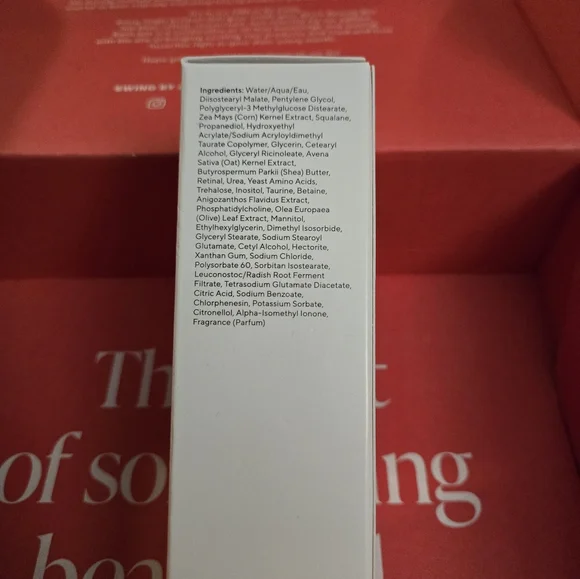 Ingredients: Water/Aqua/Eau,
Diisostearyl Malate, Pentylene Glycol,
Polyglyceryl-3 Methylglucose Distearate,
Zea Mays (Corn) Kernel Extract, Squalane,
Propanediol, Hydroxyethyl
Acrylate/Sodium Acryloyldimethyl
Taurate Copolymer, Glycerin, Cetearyl
Alcohol, Glyceryl Ricinoleate, Avena
Sativa (Oat) Kernel Extract,
Butyrospermum Parkii (Shea) Butter,
Retinal, Urea, Yeast Amino Acids,
Trehalose, Inositol, Taurine, Betaine,
Anigozanthos Flavidus Extract,
Phosphatidylcholine, Olea Europaea
(Olive) Leaf Extract, Mannitol,
Ethylhexylglycerin, Dimethyl Isosorbide,
Glyceryl Stearate, Sodium Stearoyl
Glutamate, Cetyl Alcohol, Hectorite,
Xanthan Gum, Sodium Chloride,
Polysorbate 60, Sorbitan Isostearate,
Leuconostoc/Radish Root Ferment
Filtrate, Tetrasodium Glutamate Diacetate,
Citric Acid, Sodium Benzoate,
Chlorphenesin, Potassium Sorbate,
Citronellol, Alpha-Isomethyl Ionone,
Fragrance (Parfum)
of